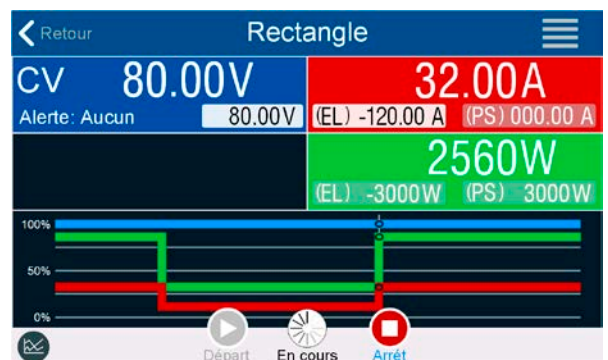 Retour
Rectangle
CV 80.00V
32.00A
Alerte: Aucun 80.00V
(EL) -120.00 A (PS) 000.00 A
2560W
(EL) -3000W (PS) 3000W
100%
50%
0%
Départ En cours Arrêt